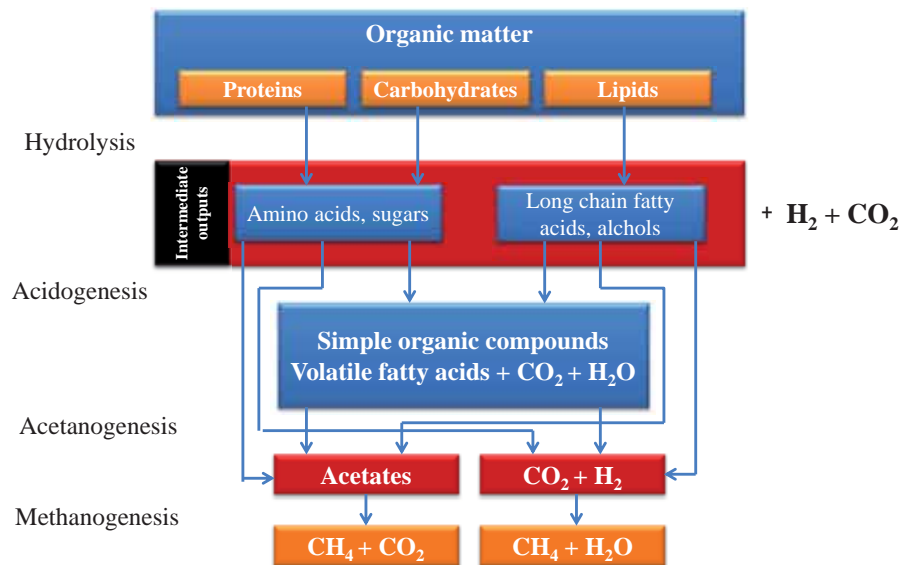 Organic matter
Proteins
Carbohydrates
Lipids
Hydrolysis
Intermediate
outputs
Amino acids, sugars
Long chain fatty
acids, alchols
+ H₂ + CO₂
Acidogenesis
Simple organic compounds
Volatile fatty acids + CO₂ + H₂O
Acetanogenesis
Acetates
CO₂ + H₂
Methanogenesis
CH₄ + CO₂
CH₄ + H₂O